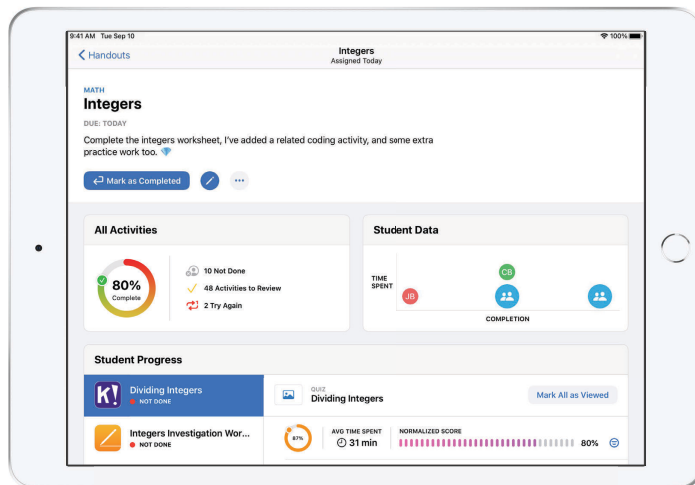 9:41 AM Tue Sep 10
100%
Handouts
Integers
Assigned Today
MATH
Integers
DUE: TODAY
Complete the integers worksheet, I've added a related coding activity, and some extra
practice work too. 💎
Mark as Completed
All Activities
80%
Complete
10 Not Done
48 Activities to Review
2 Try Again
Student Data
TIME
SPENT
CB
JB
COMPLETION
Student Progress
K!
Dividing Integers
NOT DONE
QUIZ
Dividing Integers
Mark All as Viewed
Integers Investigation Wor...
NOT DONE
87%
AVG TIME SPENT
31 min
NORMALIZED SCORE
80%